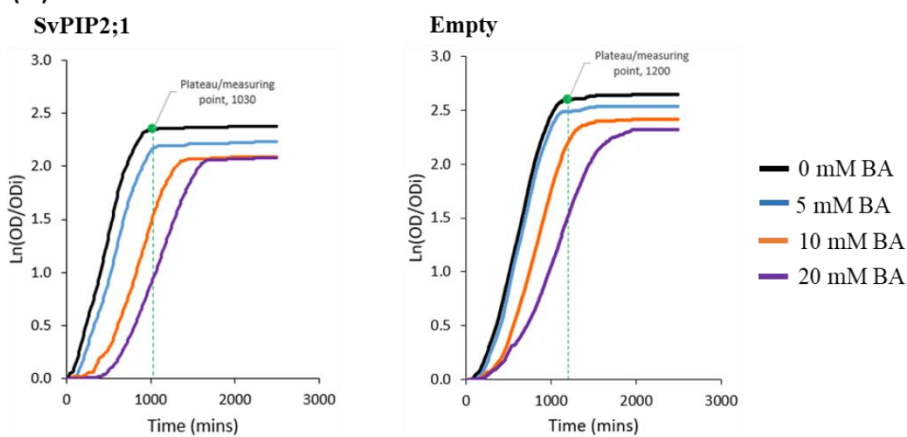 SvPIP2;1
Empty
3.0
2.5
2.0
1.5
1.0
0.5
0.0
Ln(OD/ODi)
Plateau/measuring
point, 1030
0
1000
2000
3000
Time (mins)
3.0
2.5
2.0
1.5
1.0
0.5
0.0
Ln(OD/ODi)
Plateau/measuring
point, 1200
0
1000
2000
3000
Time (mins)
0 mM BA
5 mM BA
10 mM BA
20 mM BA